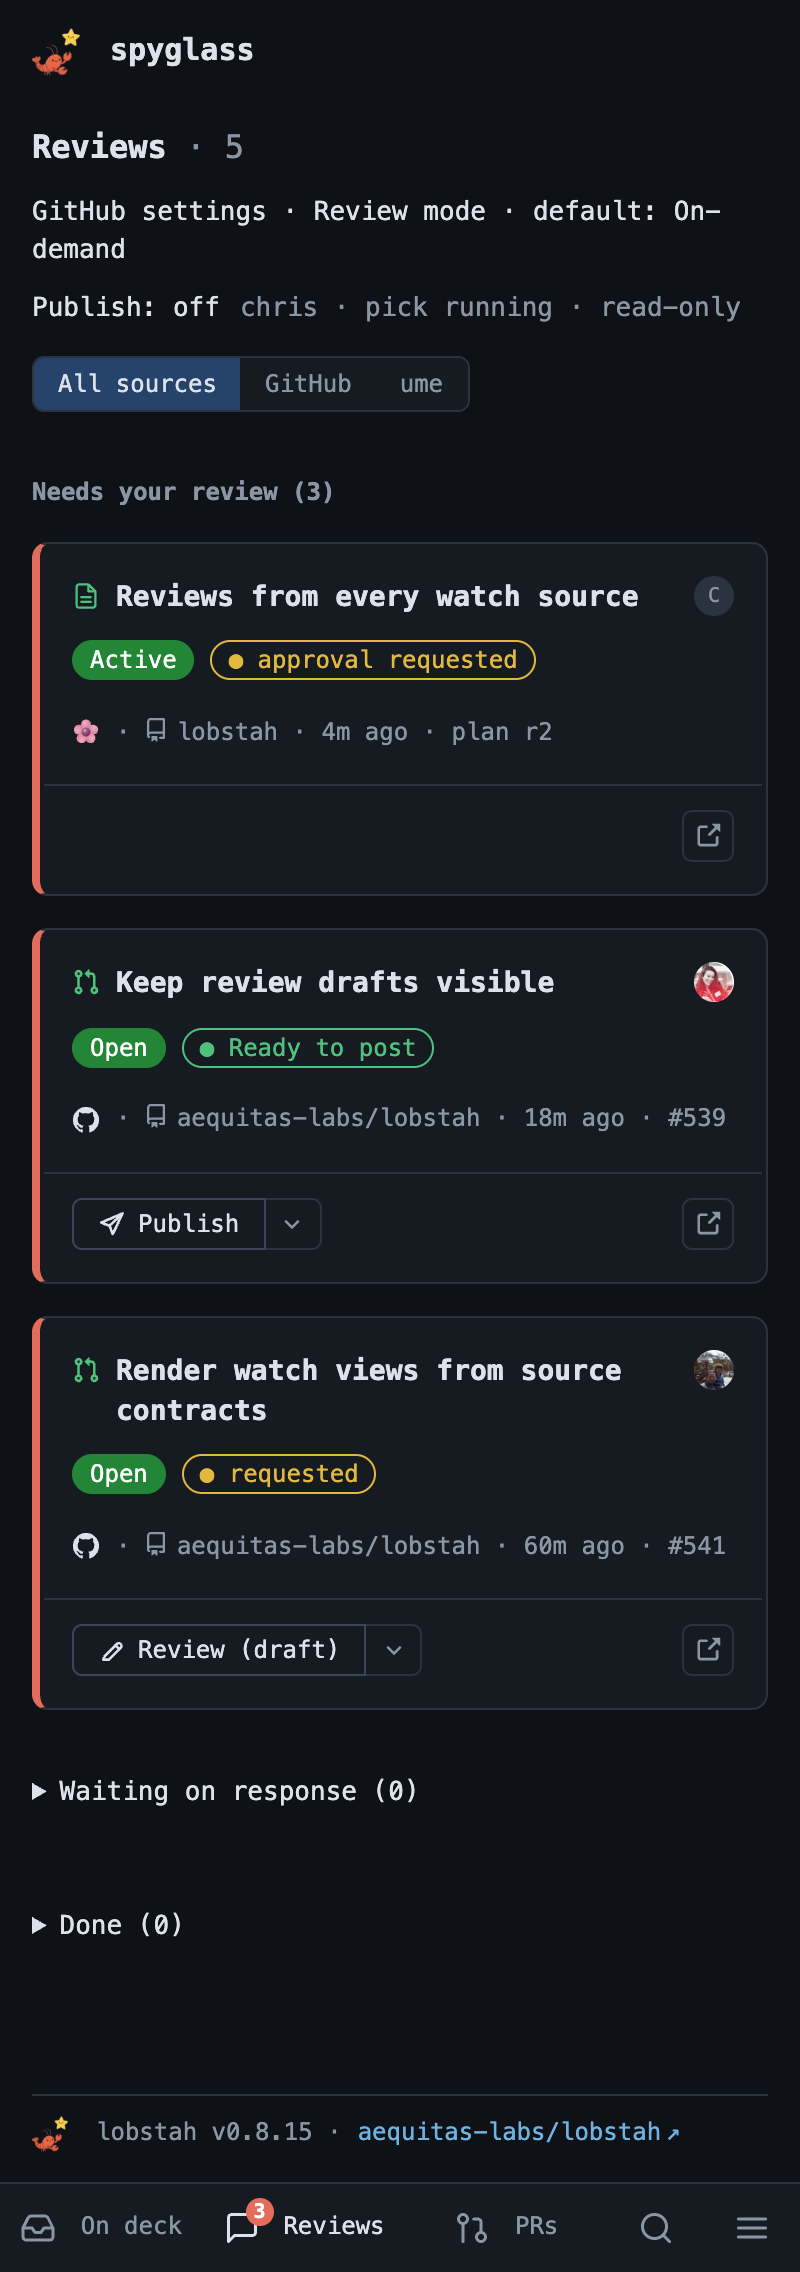 spyglass
Reviews · 5
GitHub settings · Review mode · default: On-
demand
Publish: off chris · pick running · read-only
All sources GitHub ume
Needs your review (3)
Reviews from every watch source C
Active ● approval requested
· lobstah · 4m ago · plan r2
Keep review drafts visible
Open ● Ready to post
· aequitas-labs/lobstah · 18m ago · #539
Publish
Render watch views from source
contracts
Open ● requested
· aequitas-labs/lobstah · 60m ago · #541
Review (draft)
▶ Waiting on response (0)
▶ Done (0)
lobstah v0.8.15 · aequitas-labs/lobstah ↗
On deck 3 Reviews PRs